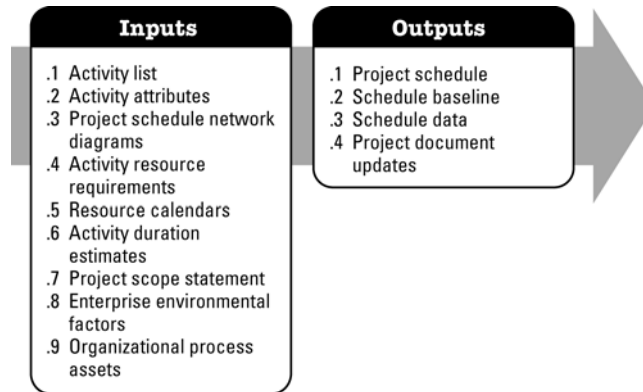 Inputs
.1 Activity list
.2 Activity attributes
.3 Project schedule network
diagrams
.4 Activity resource
requirements
.5 Resource calendars
.6 Activity duration
estimates
.7 Project scope statement
.8 Enterprise environmental
factors
.9 Organizational process
assets
Outputs
.1 Project schedule
.2 Schedule baseline
.3 Schedule data
.4 Project document
updates